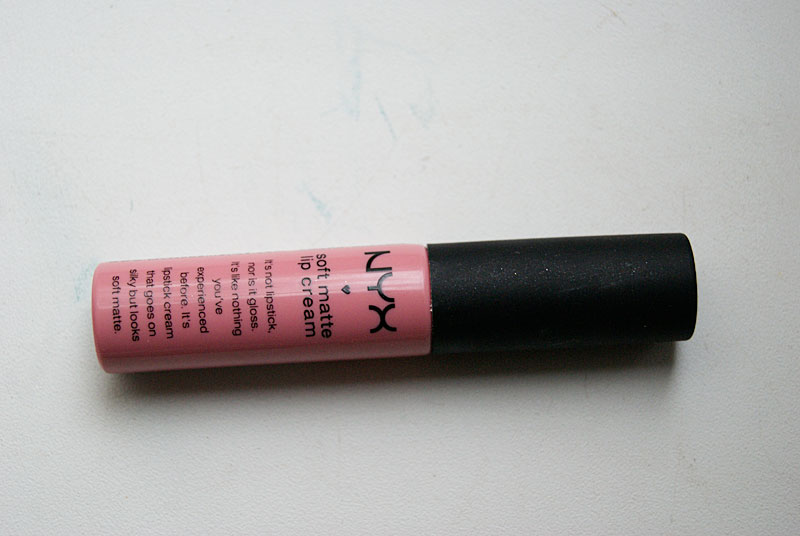 NYX
soft matte
lip cream
It's not lipstick,
nor is it gloss.
It's like nothing
you've
experienced
before. It's
lipstick cream
that goes on
silky but looks
soft matte.